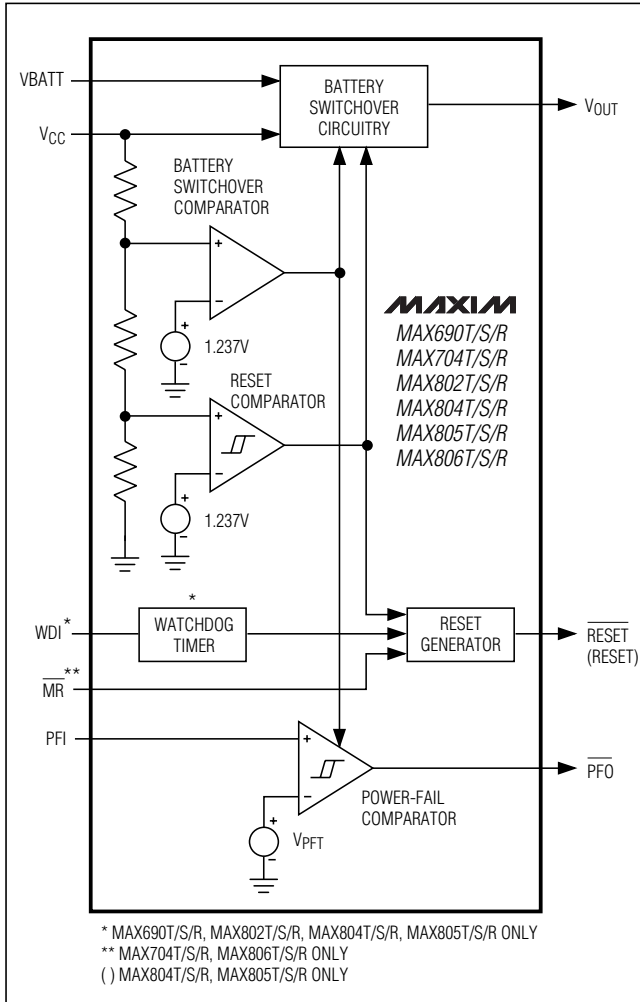 VBATT
VCC
BATTERY
SWITCHOVER
CIRCUITRY
VOUT
BATTERY
SWITCHOVER
COMPARATOR
+
−
+
−
1.237V
MAXIM
MAX690T/S/R
MAX704T/S/R
MAX802T/S/R
MAX804T/S/R
MAX805T/S/R
MAX806T/S/R
RESET
COMPARATOR
+
−
+
−
1.237V
*
WDI*
WATCHDOG
TIMER
RESET
GENERATOR
RESET
(RESET)
MR**
PFI
+
−
PFO
POWER-FAIL
COMPARATOR
+
−
VPFT
* MAX690T/S/R, MAX802T/S/R, MAX804T/S/R, MAX805T/S/R ONLY
** MAX704T/S/R, MAX806T/S/R ONLY
( ) MAX804T/S/R, MAX805T/S/R ONLY